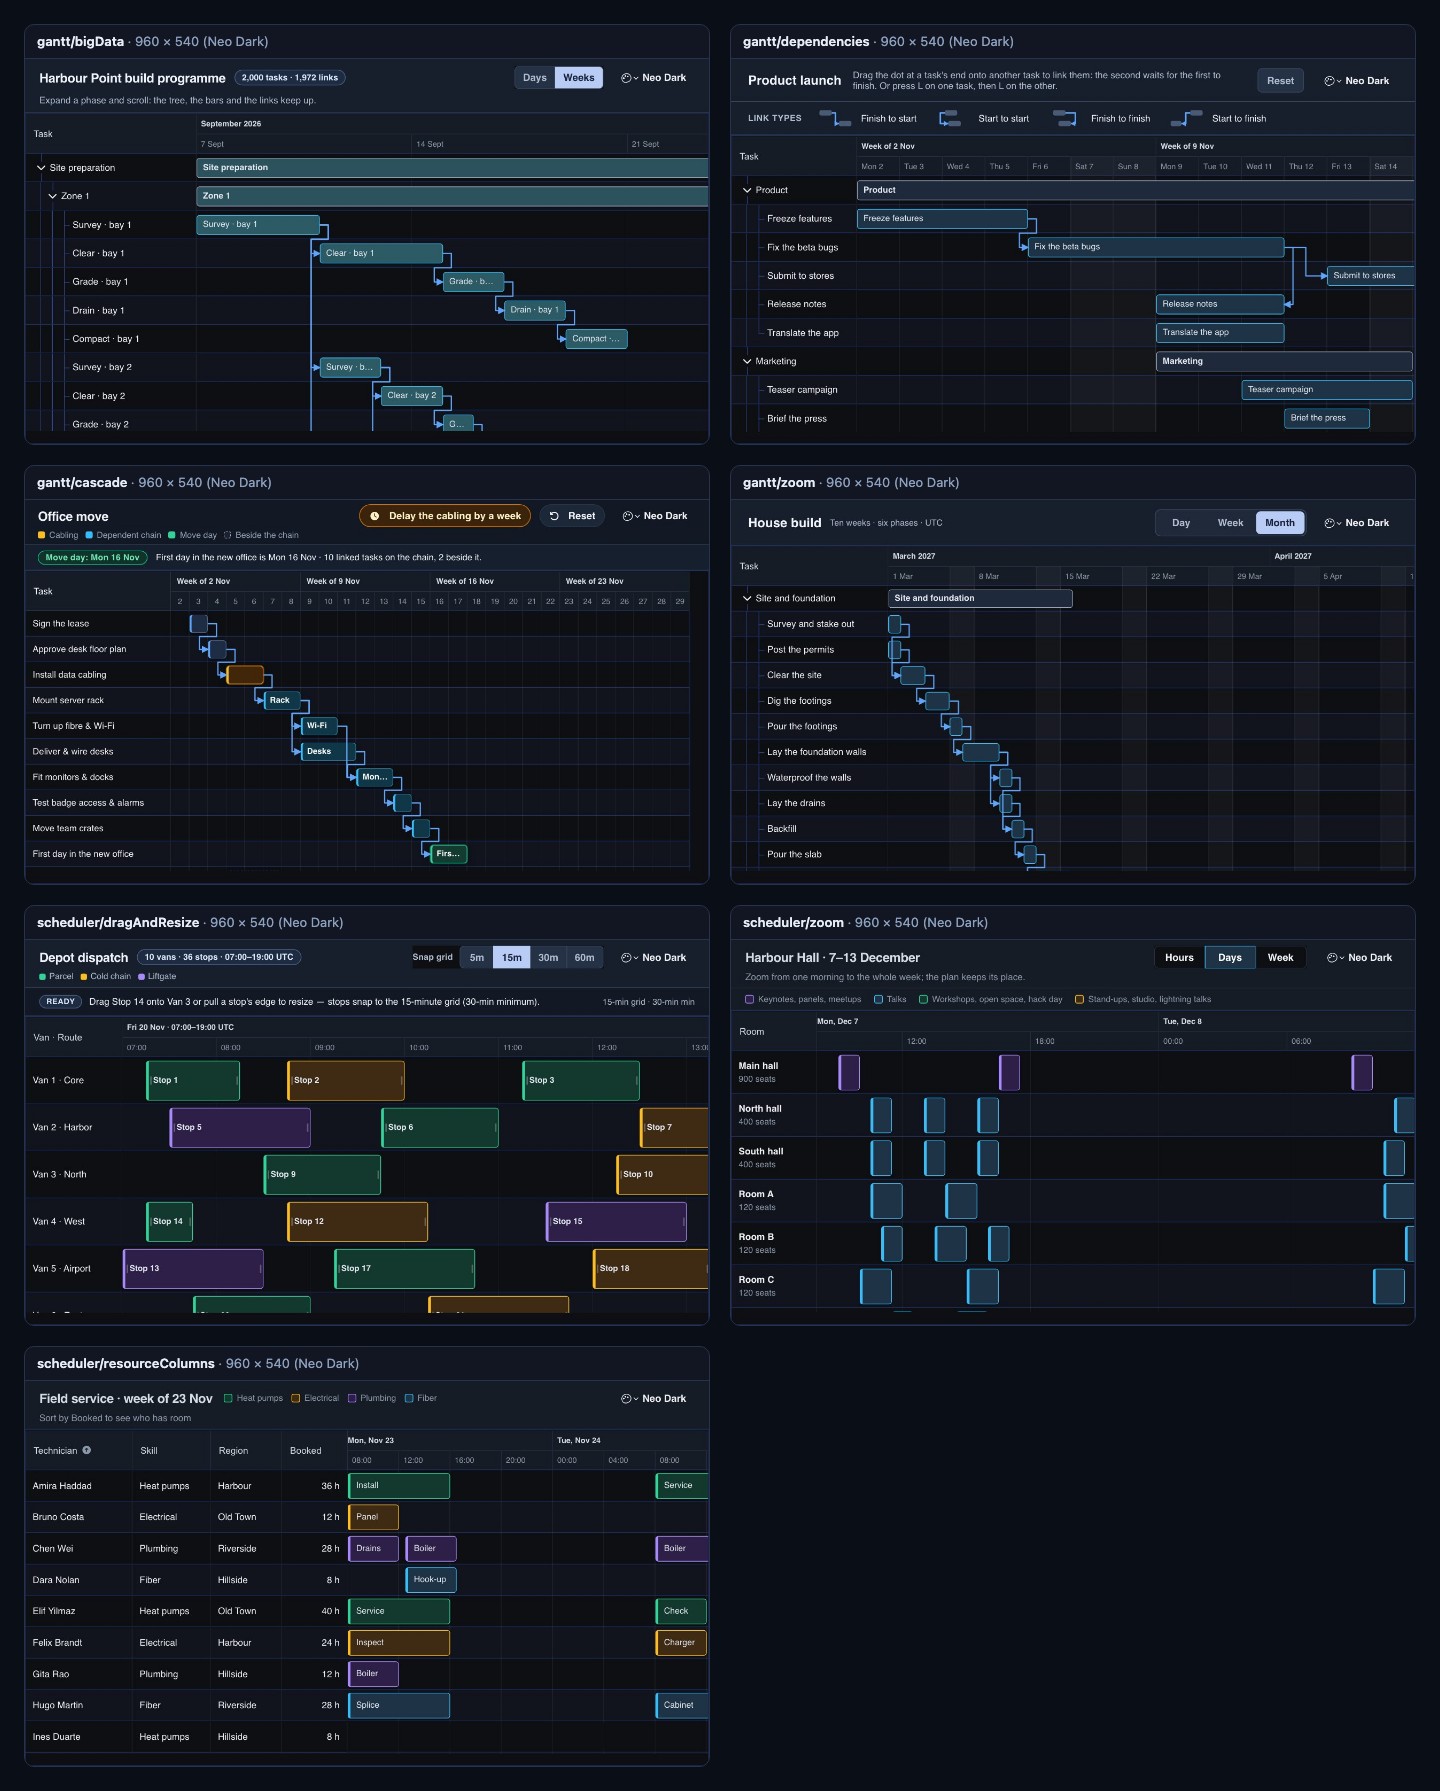 gantt/bigData · 960 × 540 (Neo Dark)
Harbour Point build programme
2,000 tasks · 1,972 links
Days
Weeks
Neo Dark
Expand a phase and scroll: the tree, the bars and the links keep up.
Task
September 2026
7 Sept
14 Sept
21 Sept
Site preparation
Site preparation
Zone 1
Zone 1
Survey · bay 1
Survey · bay 1
Clear · bay 1
Clear · bay 1
Grade · bay 1
Grade · b...
Drain · bay 1
Drain · bay 1
Compact · bay 1
Compact ·...
Survey · bay 2
Survey · b...
Clear · bay 2
Clear · bay 2
Grade · bay 2
G...
gantt/dependencies · 960 × 540 (Neo Dark)
Product launch
Drag the dot at a task's end onto another task to link them: the second waits for the first to
finish. Or press L on one task, then L on the other.
Reset
Neo Dark
LINK TYPES
Finish to start
Start to start
Finish to finish
Start to finish
Task
Week of 2 Nov
Week of 9 Nov
Mon 2
Tue 3
Wed 4
Thu 5
Fri 6
Sat 7
Sun 8
Mon 9
Tue 10
Wed 11
Thu 12
Fri 13
Sat 14
Product
Product
Freeze features
Freeze features
Fix the beta bugs
Fix the beta bugs
Submit to stores
Submit to stores
Release notes
Release notes
Translate the app
Translate the app
Marketing
Marketing
Teaser campaign
Teaser campaign
Brief the press
Brief the press
gantt/cascade · 960 × 540 (Neo Dark)
Office move
Delay the cabling by a week
Reset
Neo Dark
Cabling
Dependent chain
Move day
Beside the chain
Move day: Mon 16 Nov
First day in the new office is Mon 16 Nov · 10 linked tasks on the chain, 2 beside it.
Task
Week of 2 Nov
Week of 9 Nov
Week of 16 Nov
Week of 23 Nov
2 3 4 5 6 7 8 9 10 11 12 13 14 15 16 17 18 19 20 21 22 23 24 25 26 27 28 29
Sign the lease
Approve desk floor plan
Install data cabling
Mount server rack
Rack
Turn up fibre & Wi-Fi
Wi-Fi
Deliver & wire desks
Desks
Fit monitors & docks
Mon...
Test badge access & alarms
Move team crates
First day in the new office
Firs...
gantt/zoom · 960 × 540 (Neo Dark)
House build
Ten weeks · six phases · UTC
Day
Week
Month
Neo Dark
Task
March 2027
April 2027
1 Mar
8 Mar
15 Mar
22 Mar
29 Mar
5 Apr
Site and foundation
Site and foundation
Survey and stake out
Post the permits
Clear the site
Dig the footings
Pour the footings
Lay the foundation walls
Waterproof the walls
Lay the drains
Backfill
Pour the slab
scheduler/dragAndResize · 960 × 540 (Neo Dark)
Depot dispatch
10 vans · 36 stops · 07:00–19:00 UTC
Snap grid
5m
15m
30m
60m
Neo Dark
Parcel
Cold chain
Liftgate
READY
Drag Stop 14 onto Van 3 or pull a stop's edge to resize — stops snap to the 15-minute grid (30-min minimum).
15-min grid · 30-min min
Van · Route
Fri 20 Nov · 07:00–19:00 UTC
07:00
08:00
09:00
10:00
11:00
12:00
13:00
Van 1 · Core
Stop 1
Stop 2
Stop 3
Van 2 · Harbor
Stop 5
Stop 6
Stop 7
Van 3 · North
Stop 9
Stop 10
Van 4 · West
Stop 14
Stop 12
Stop 15
Van 5 · Airport
Stop 13
Stop 17
Stop 18
scheduler/zoom · 960 × 540 (Neo Dark)
Harbour Hall · 7–13 December
Hours
Days
Week
Neo Dark
Zoom from one morning to the whole week; the plan keeps its place.
Keynotes, panels, meetups
Talks
Workshops, open space, hack day
Stand-ups, studio, lightning talks
Room
Mon, Dec 7
Tue, Dec 8
12:00
18:00
00:00
06:00
Main hall
900 seats
North hall
400 seats
South hall
400 seats
Room A
120 seats
Room B
120 seats
Room C
120 seats
scheduler/resourceColumns · 960 × 540 (Neo Dark)
Field service · week of 23 Nov
Heat pumps
Electrical
Plumbing
Fiber
Neo Dark
Sort by Booked to see who has room
Technician
Skill
Region
Booked
Mon, Nov 23
Tue, Nov 24
08:00
12:00
16:00
20:00
00:00
04:00
08:00
Amira Haddad
Heat pumps
Harbour
36 h
Install
Service
Bruno Costa
Electrical
Old Town
12 h
Panel
Chen Wei
Plumbing
Riverside
28 h
Drains
Boiler
Boiler
Dara Nolan
Fiber
Hillside
8 h
Hook-up
Elif Yilmaz
Heat pumps
Old Town
40 h
Service
Check
Felix Brandt
Electrical
Harbour
24 h
Inspect
Charger
Gita Rao
Plumbing
Hillside
12 h
Boiler
Hugo Martin
Fiber
Riverside
28 h
Splice
Cabinet
Ines Duarte
Heat pumps
Hillside
8 h